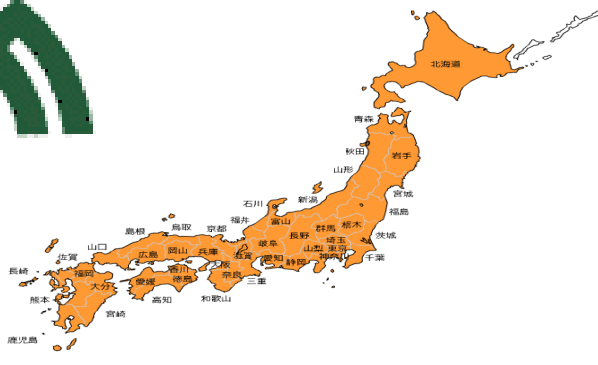 北海道
青森
秋田
岩手
山形
宮城
石川
新潟
福島
福井
富山
群馬
栃木
島根
鳥取
京都
長野
埼玉
茨城
山口
広島
岡山
兵庫
滋賀
岐阜
山梨
東京
佐賀
愛知
静岡
神奈川
千葉
長崎
福岡
大分
愛媛
香川
徳島
大阪
奈良
三重
熊本
高知
和歌山
宮崎
鹿児島